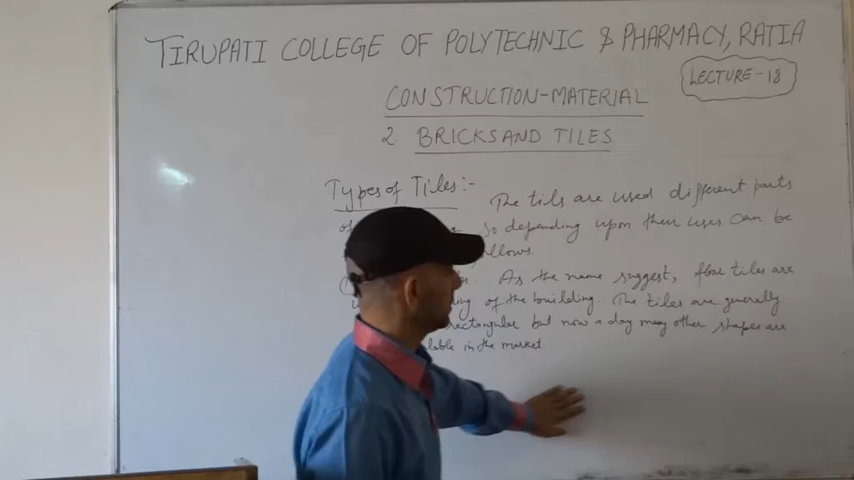 TIRUPATI COLLEGE OF POLYTECHNIC & PHARMACY, RATIA
LECTURE-18
CONSTRUCTION-MATERIAL
2 BRICKS AND TILES
Types of Tiles:-
The tils are used different parts
of so depending upon their uses can be
follows.
As the name suggest, floor tiles are
of the building. The tiles are generally
rectangular but now a day many other shapes are
in the market